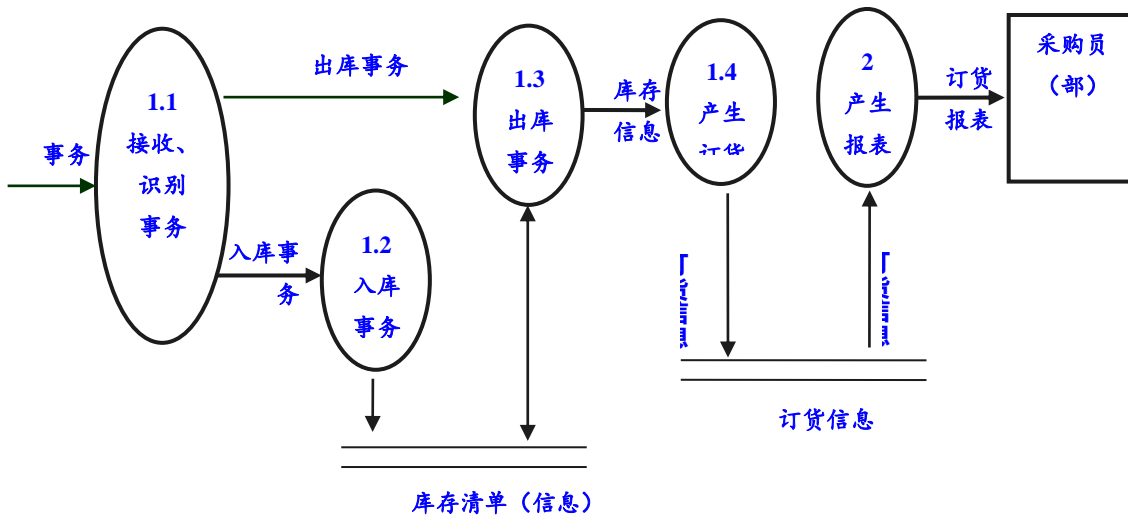 事务
1.1
接收、
识别
事务
出库事务
入库事
务
1.2
入库
事务
1.3
出库
事务
库存
信息
1.4
产生
2
产生
报表
订货
报表
采购员
（部）
订货信息
库存清单（信息）